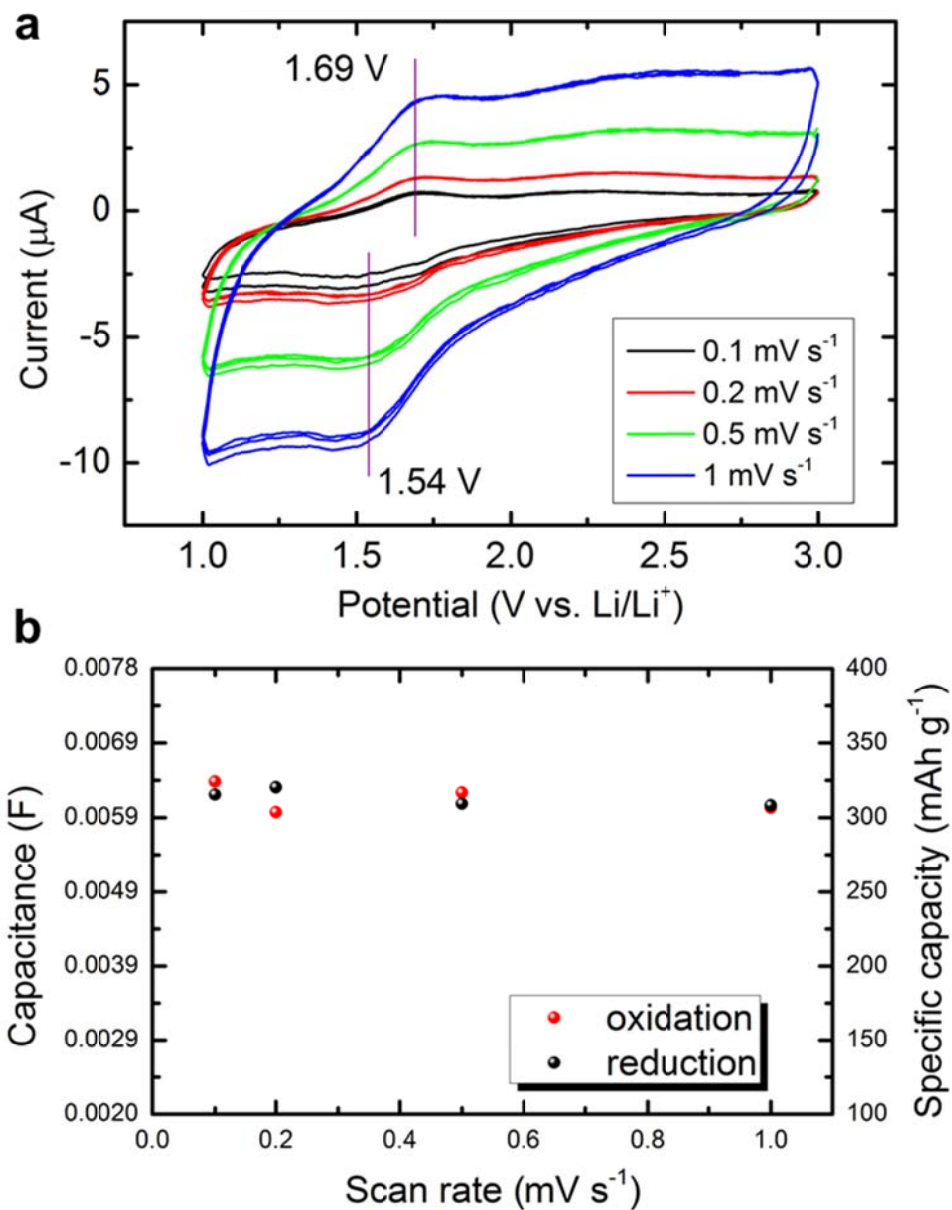 a
1.69 V
5
0
-5
-10
Current (μA)
1.54 V
0.1 mV s⁻¹
0.2 mV s⁻¹
0.5 mV s⁻¹
1 mV s⁻¹
1.0 1.5 2.0 2.5 3.0
Potential (V vs. Li/Li⁺)
b
0.0078
0.0069
0.0059
0.0049
0.0039
0.0029
0.0020
Capacitance (F)
400
350
300
250
200
150
100
Specific capacity (mAh g⁻¹)
oxidation
reduction
0.0 0.2 0.4 0.6 0.8 1.0
Scan rate (mV s⁻¹)